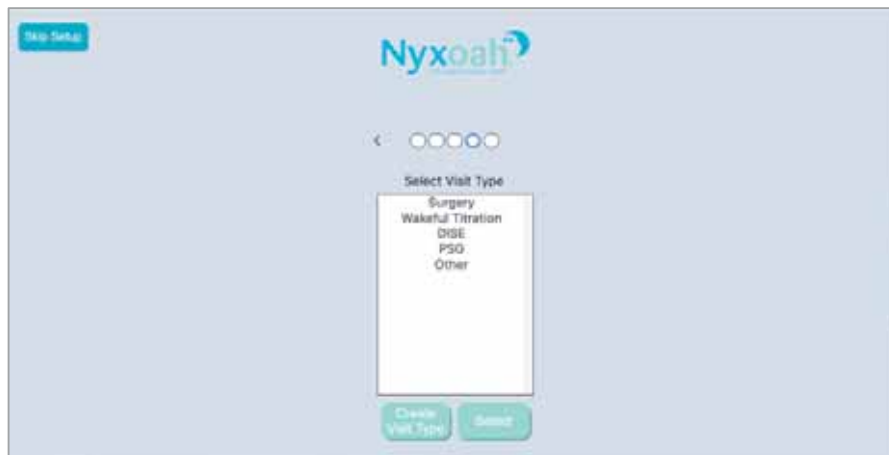 Skip Setup
Nyxoah
<
Select Visit Type
Surgery
Wakeful Titration
DISE
PSG
Other
Create
Visit Type
Select